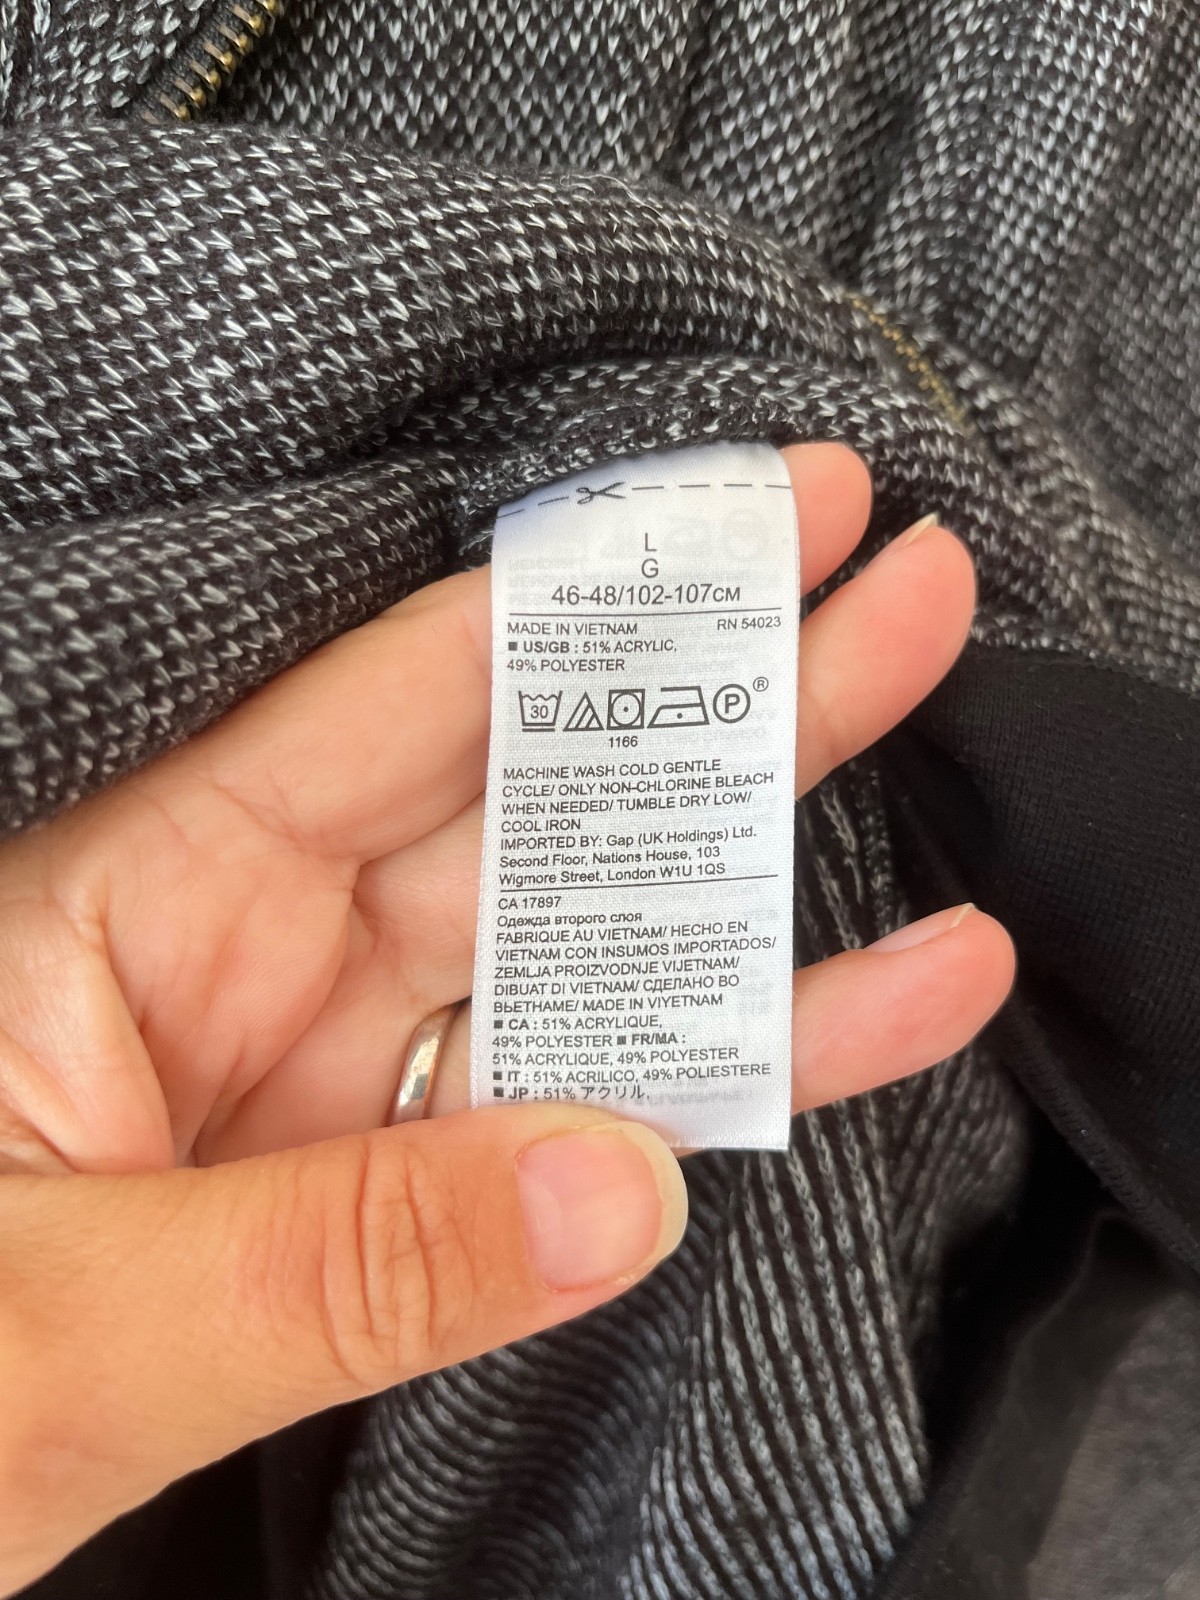 L
G
46-48/102-107CM
MADE IN VIETNAM RN 54023
■ US/GB : 51% ACRYLIC,
49% POLYESTER
30 P ®
1166
MACHINE WASH COLD GENTLE
CYCLE/ ONLY NON-CHLORINE BLEACH
WHEN NEEDED/ TUMBLE DRY LOW/
COOL IRON
IMPORTED BY: Gap (UK Holdings) Ltd.
Second Floor, Nations House, 103
Wigmore Street, London W1U 1QS
CA 17897
Одежда второго слоя
FABRIQUE AU VIETNAM/ HECHO EN
VIETNAM CON INSUMOS IMPORTADOS/
ZEMLJA PROIZVODNJE VIJETNAM/
DIBUAT DI VIETNAM/ СДЕЛАНО ВО
ВЬЕТНАМЕ/ MADE IN VIYETNAM
■ CA : 51% ACRYLIQUE,
49% POLYESTER ■ FR/MA :
51% ACRYLIQUE, 49% POLYESTER
■ IT : 51% ACRILICO, 49% POLIESTERE
■ JP : 51% アクリル,